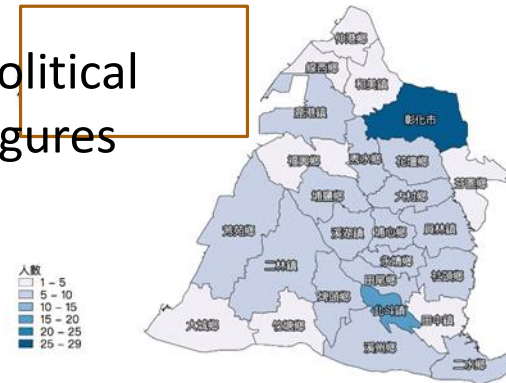 olitical
gures
伸港鄉
線西鄉
和美鎮
鹿港鎮
彰化市
福興鄉
秀水鄉
花壇鄉
芬園鄉
埔鹽鄉
大村鄉
芳苑鄉
溪湖鎮
埔心鄉
員林鎮
二林鎮
永靖鄉
田尾鄉
社頭鄉
埤頭鄉
北斗鎮
大城鄉
竹塘鄉
田中鎮
溪州鄉
二水鄉
人數
1 – 5
5 – 10
10 – 15
15 – 20
20 – 25
25 – 29